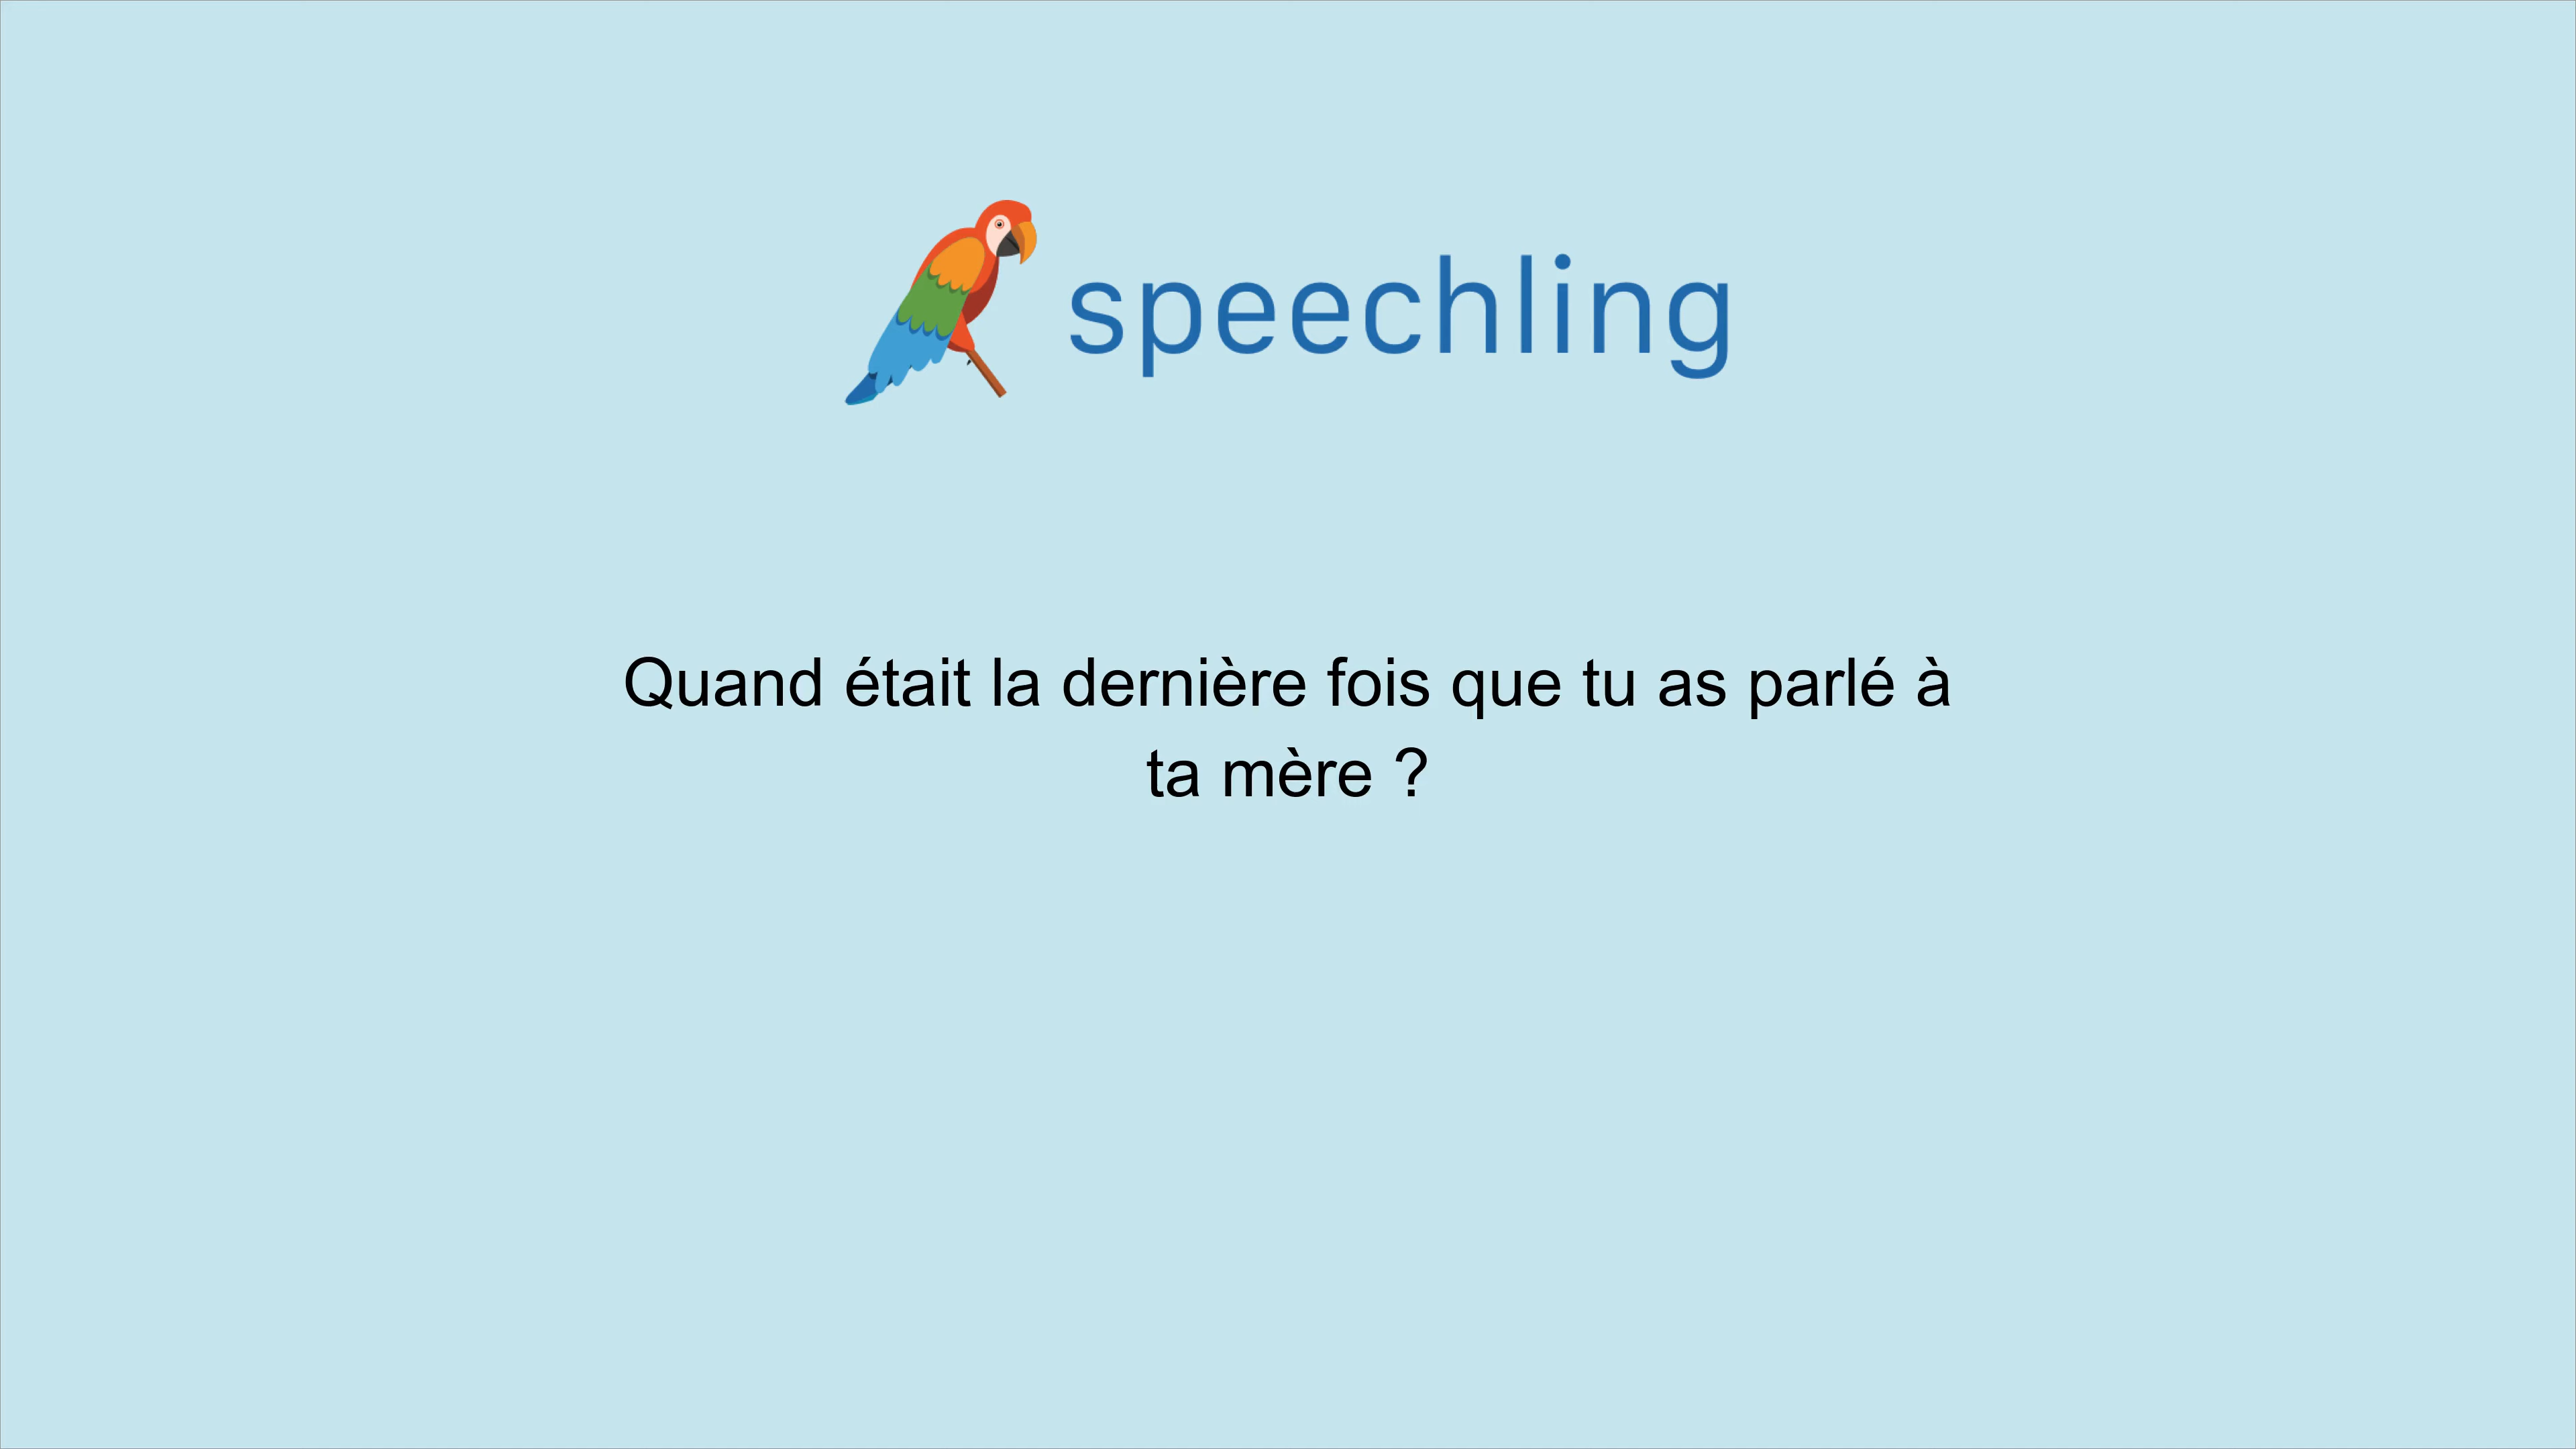 speechling
Quand était la dernière fois que tu as parlé à
ta mère ?